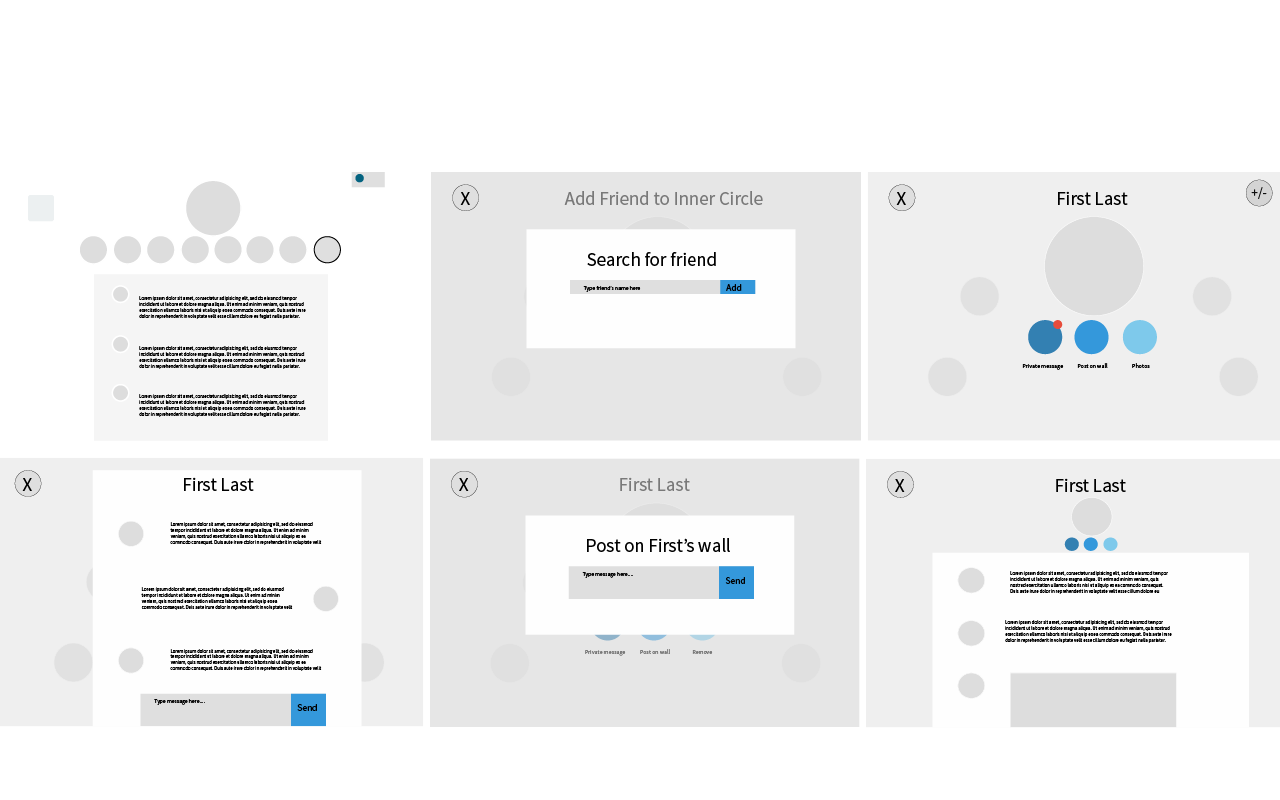 Lorem ipsum dolor sit amet, consectetur adipisicing elit, sed do eiusmod tempor
incididunt ut labore et dolore magna aliqua. Ut enim ad minim veniam, quis nostrud
exercitation ullamco laboris nisi ut aliquip ex ea commodo consequat. Duis aute irure
dolor in reprehenderit in voluptate velit esse cillum dolore eu fugiat nulla pariatur.
Lorem ipsum dolor sit amet, consectetur adipisicing elit, sed do eiusmod tempor
incididunt ut labore et dolore magna aliqua. Ut enim ad minim veniam, quis nostrud
exercitation ullamco laboris nisi ut aliquip ex ea commodo consequat. Duis aute irure
dolor in reprehenderit in voluptate velit esse cillum dolore eu fugiat nulla pariatur.
Lorem ipsum dolor sit amet, consectetur adipisicing elit, sed do eiusmod tempor
incididunt ut labore et dolore magna aliqua. Ut enim ad minim veniam, quis nostrud
exercitation ullamco laboris nisi ut aliquip ex ea commodo consequat. Duis aute irure
dolor in reprehenderit in voluptate velit esse cillum dolore eu fugiat nulla pariatur.
X
Add Friend to Inner Circle
Search for friend
Type friend's name here
Add
X
First Last
+/-
Private message
Post on wall
Photos
X
First Last
Lorem ipsum dolor sit amet, consectetur adipisicing elit, sed do eiusmod
tempor incididunt ut labore et dolore magna aliqua. Ut enim ad minim
veniam, quis nostrud exercitation ullamco laboris nisi ut aliquip ex ea
commodo consequat. Duis aute irure dolor in reprehenderit in voluptate velit
Lorem ipsum dolor sit amet, consectetur adipisicing elit, sed do eiusmod
tempor incididunt ut labore et dolore magna aliqua. Ut enim ad minim
veniam, quis nostrud exercitation ullamco laboris nisi ut aliquip ex ea
commodo consequat. Duis aute irure dolor in reprehenderit in voluptate velit
Lorem ipsum dolor sit amet, consectetur adipisicing elit, sed do eiusmod
tempor incididunt ut labore et dolore magna aliqua. Ut enim ad minim
veniam, quis nostrud exercitation ullamco laboris nisi ut aliquip ex ea
commodo consequat. Duis aute irure dolor in reprehenderit in voluptate velit
Type message here...
Send
X
First Last
Post on First's wall
Type message here...
Send
Private message
Post on wall
Remove
X
First Last
Lorem ipsum dolor sit amet, consectetur adipisicing elit, sed do eiusmod tempor
incididunt ut labore et dolore magna aliqua. Ut enim ad minim veniam, quis
nostrud exercitation ullamco laboris nisi ut aliquip ex ea commodo consequat.
Duis aute irure dolor in reprehenderit in voluptate velit esse cillum dolore eu
Lorem ipsum dolor sit amet, consectetur adipisicing elit, sed do eiusmod tempor
incididunt ut labore et dolore magna aliqua. Ut enim ad minim veniam, quis nostrud
exercitation ullamco laboris nisi ut aliquip ex ea commodo consequat. Duis aute irure
dolor in reprehenderit in voluptate velit esse cillum dolore eu fugiat nulla pariatur.